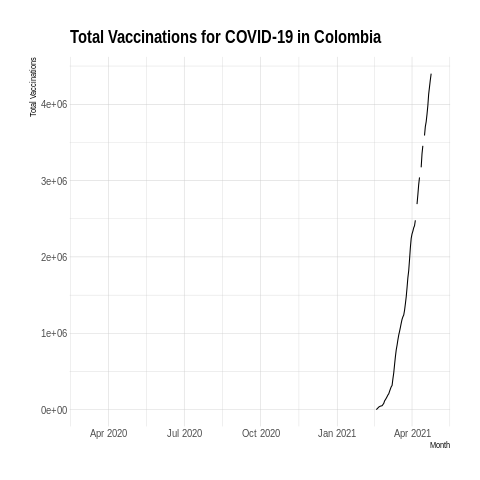 Total Vaccinations for COVID-19 in Colombia
Total Vaccinations
4e+06
3e+06
2e+06
1e+06
0e+00
Apr 2020 Jul 2020 Oct 2020 Jan 2021 Apr 2021
Month